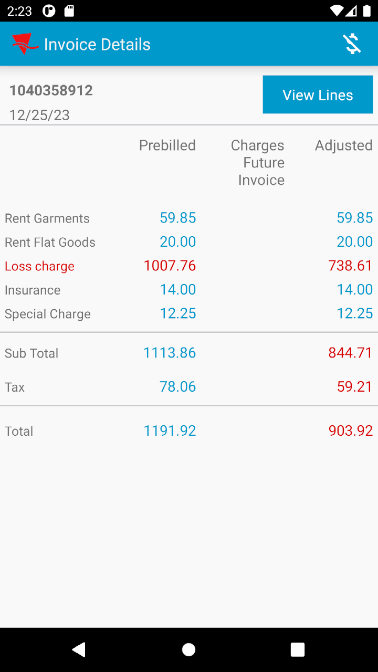 2:23
Invoice Details
1040358912
View Lines
12/25/23
Prebilled Charges Future Invoice Adjusted
Rent Garments 59.85 59.85
Rent Flat Goods 20.00 20.00
Loss charge 1007.76 738.61
Insurance 14.00 14.00
Special Charge 12.25 12.25
Sub Total 1113.86 844.71
Tax 78.06 59.21
Total 1191.92 903.92